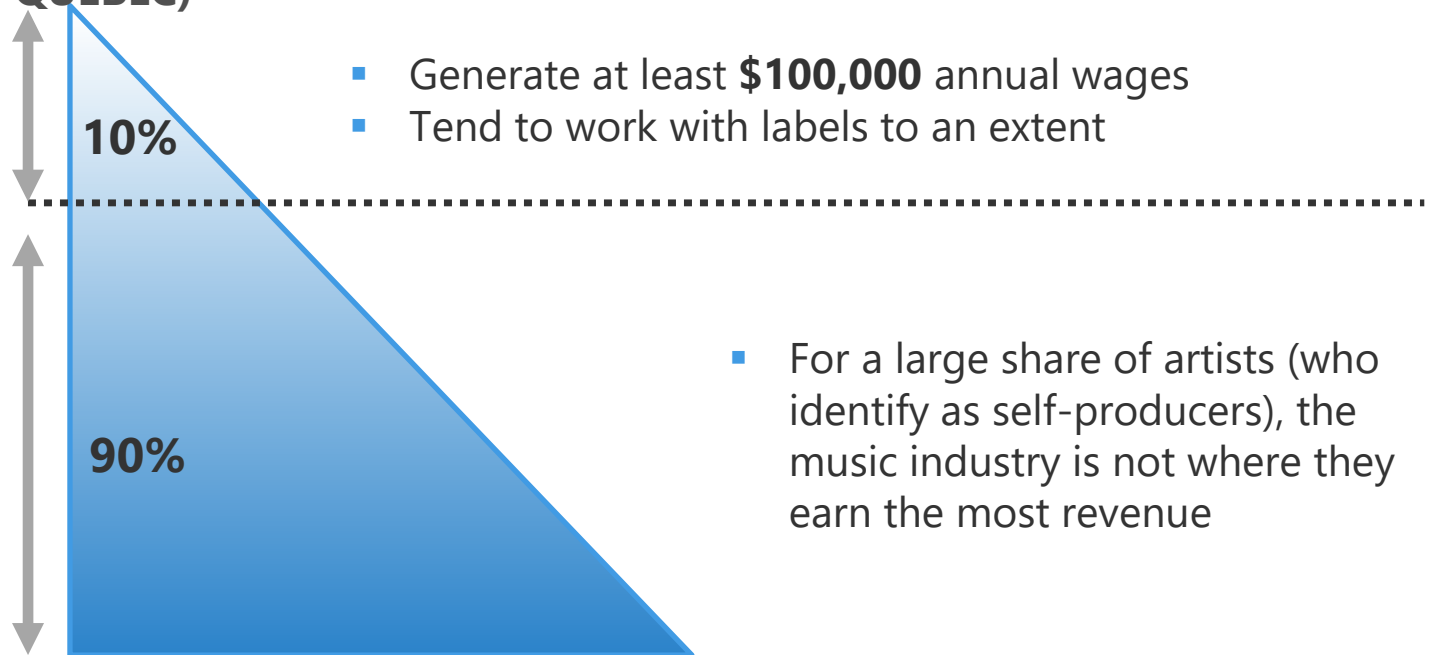 QUÉBEC)
Generate at least $100,000 annual wages
Tend to work with labels to an extent
10%
90%
For a large share of artists (who
identify as self-producers), the
music industry is not where they
earn the most revenue